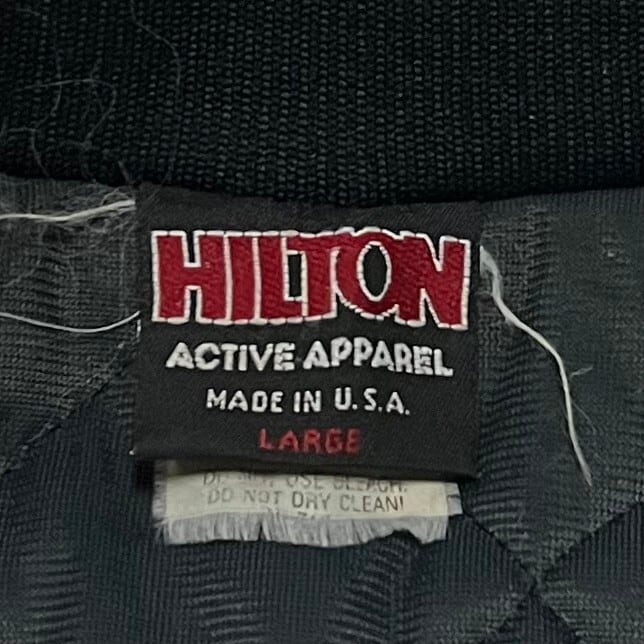 HILTON
ACTIVE APPAREL
MADE IN U.S.A.
LARGE
USE BLEACH.
DO NOT DRY CLEAN!